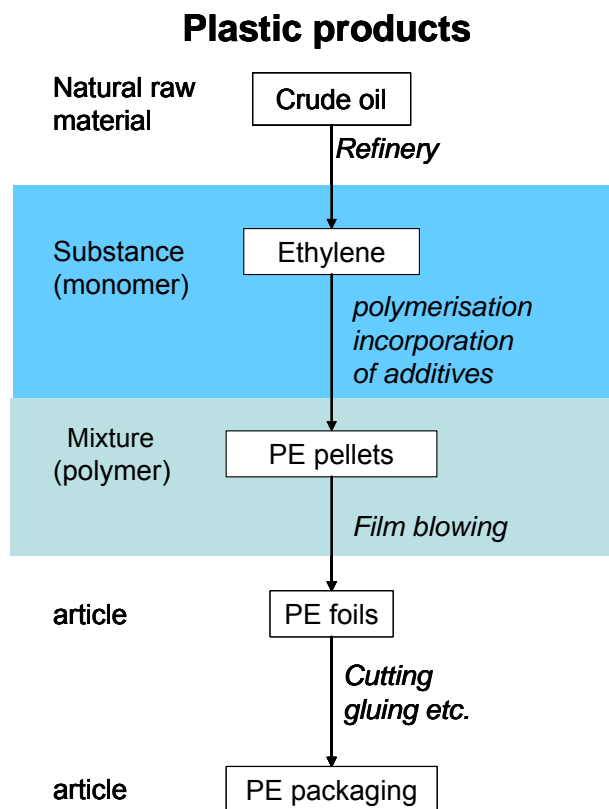 Plastic products
Natural raw
material
Crude oil
Refinery
Substance
(monomer)
Ethylene
polymerisation
incorporation
of additives
Mixture
(polymer)
PE pellets
Film blowing
article
PE foils
Cutting
gluing etc.
article
PE packaging